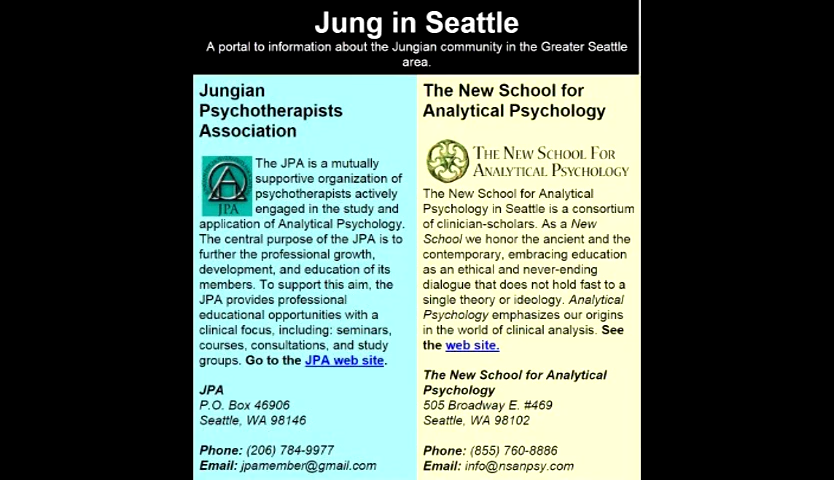 Jung in Seattle
A portal to information about the Jungian community in the Greater Seattle
area.
Jungian
Psychotherapists
Association
JPA
The JPA is a mutually
supportive organization of
psychotherapists actively
engaged in the study and
application of Analytical Psychology.
The central purpose of the JPA is to
further the professional growth,
development, and education of its
members. To support this aim, the
JPA provides professional
educational opportunities with a
clinical focus, including: seminars,
courses, consultations, and study
groups. Go to the JPA web site.
JPA
P.O. Box 46906
Seattle, WA 98146
Phone: (206) 784-9977
Email: jpamember@gmail.com
The New School for
Analytical Psychology
THE NEW SCHOOL FOR
ANALYTICAL PSYCHOLOGY
The New School for Analytical
Psychology in Seattle is a consortium
of clinician-scholars. As a New
School we honor the ancient and the
contemporary, embracing education
as an ethical and never-ending
dialogue that does not hold fast to a
single theory or ideology. Analytical
Psychology emphasizes our origins
in the world of clinical analysis. See
the web site.
The New School for Analytical
Psychology
505 Broadway E. #469
Seattle, WA 98102
Phone: (855) 760-8886
Email: info@nsanpsy.com